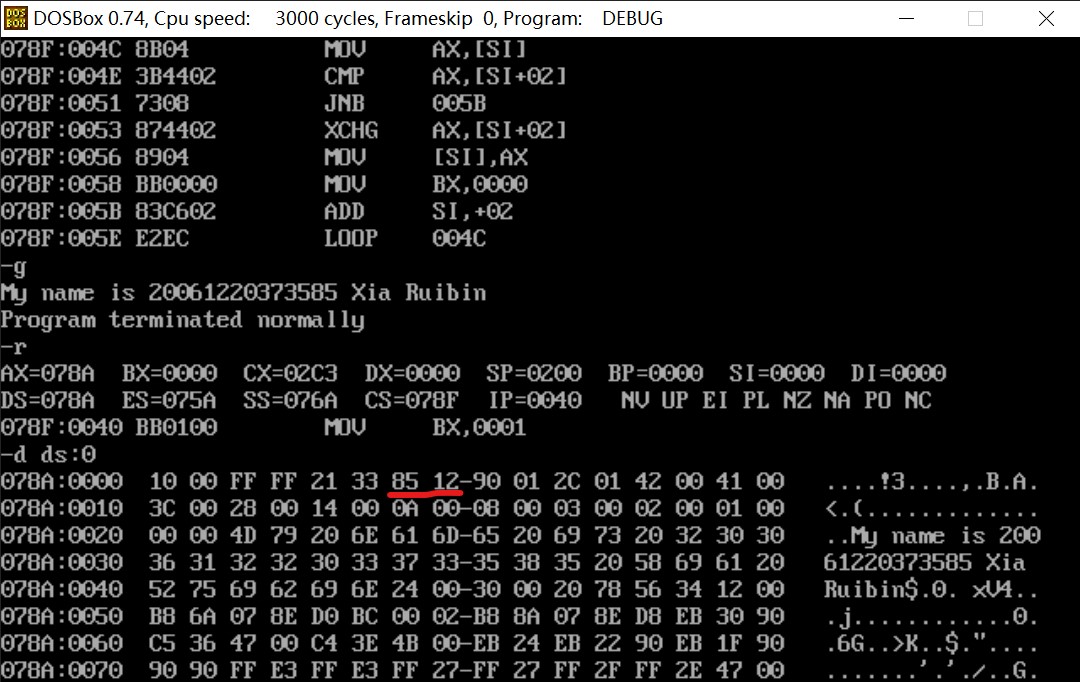 DOSBox 0.74, Cpu speed: 3000 cycles, Frameskip 0, Program: DEBUG
078F:004C 8B04 MOV AX,[SI]
078F:004E 3B4402 CMP AX,[SI+02]
078F:0051 7308 JNB 005B
078F:0053 874402 XCHG AX,[SI+02]
078F:0056 8904 MOV [SI],AX
078F:0058 BB0000 MOV BX,0000
078F:005B 83C602 ADD SI,+02
078F:005E E2EC LOOP 004C
-g
My name is 20061220373585 Xia Ruibin
Program terminated normally
-r
AX=078A BX=0000 CX=02C3 DX=0000 SP=0200 BP=0000 SI=0000 DI=0000
DS=078A ES=075A SS=076A CS=078F IP=0040 NV UP EI PL NZ NA PO NC
078F:0040 BB0100 MOV BX,0001
-d ds:0
078A:0000 10 00 FF FF 21 33 85 12-90 01 2C 01 42 00 41 00 ....!3....,.B.A.
078A:0010 3C 00 28 00 14 00 0A 00-08 00 03 00 02 00 01 00 <.(.............
078A:0020 00 00 4D 79 20 6E 61 6D-65 20 69 73 20 32 30 30 ..My name is 200
078A:0030 36 31 32 32 30 33 37 33-35 38 35 20 58 69 61 20 61220373585 Xia
078A:0040 52 75 69 62 69 6E 24 00-30 00 20 78 56 34 12 00 Ruibin$.0. xV4..
078A:0050 B8 6A 07 8E D0 BC 00 02-B8 8A 07 8E D8 EB 30 90 .j............0.
078A:0060 C5 36 47 00 C4 3E 4B 00-EB 24 EB 22 90 EB 1F 90 .6G..>K..$."....
078A:0070 90 90 FF E3 FF E3 FF 27-FF 27 FF 2F FF 2E 47 00 .......'.'./..G.